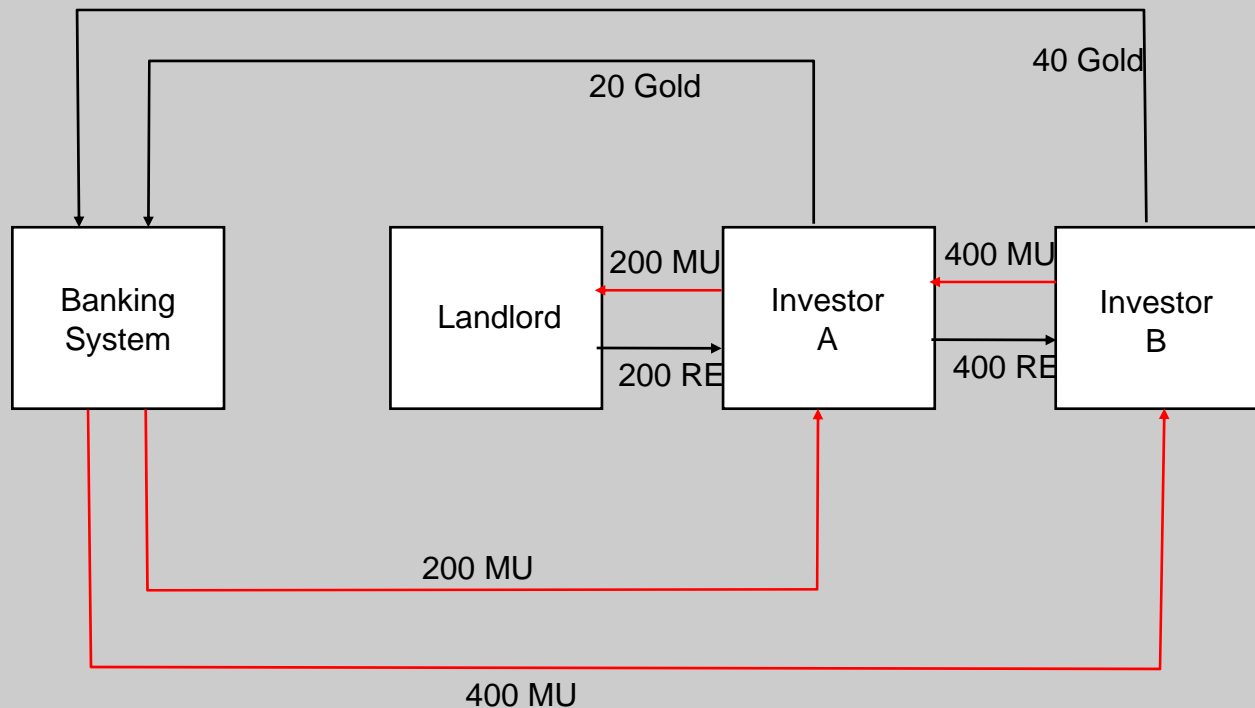 40 Gold
20 Gold
Banking
System
Landlord
200 MU
200 RE
Investor
A
400 MU
400 RE
Investor
B
200 MU
400 MU